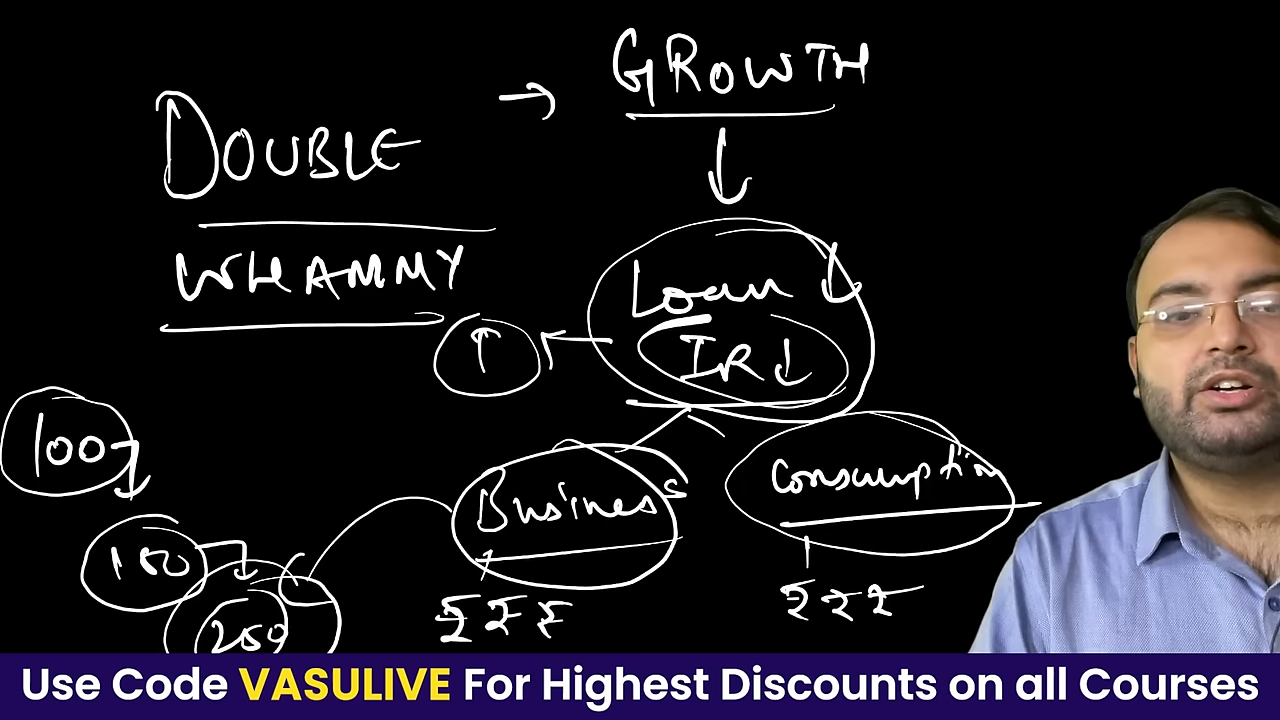 DOUBLE
WHAMMY
→ GROWTH
↓
Loan ↓
IR ↓
↑ ←
Business
₹ ₹ ₹
Consumption
₹ ₹ ₹
100
150
250
Use Code VASULIVE For Highest Discounts on all Courses